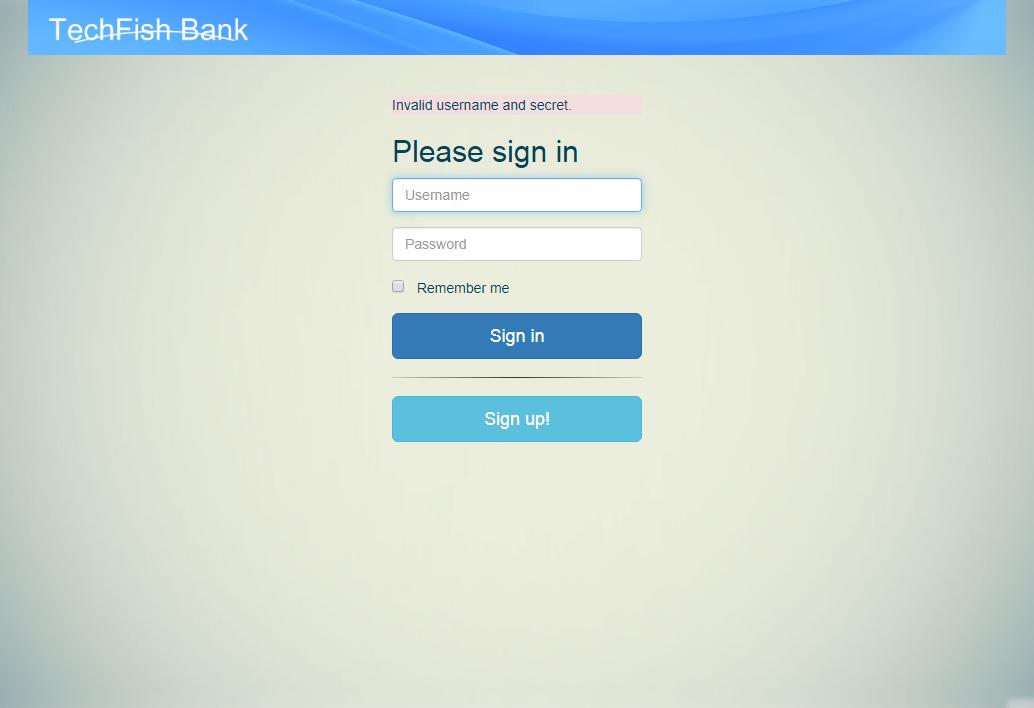 TechFish Bank
Invalid username and secret.
Please sign in
Username
Password
Remember me
Sign in
Sign up!